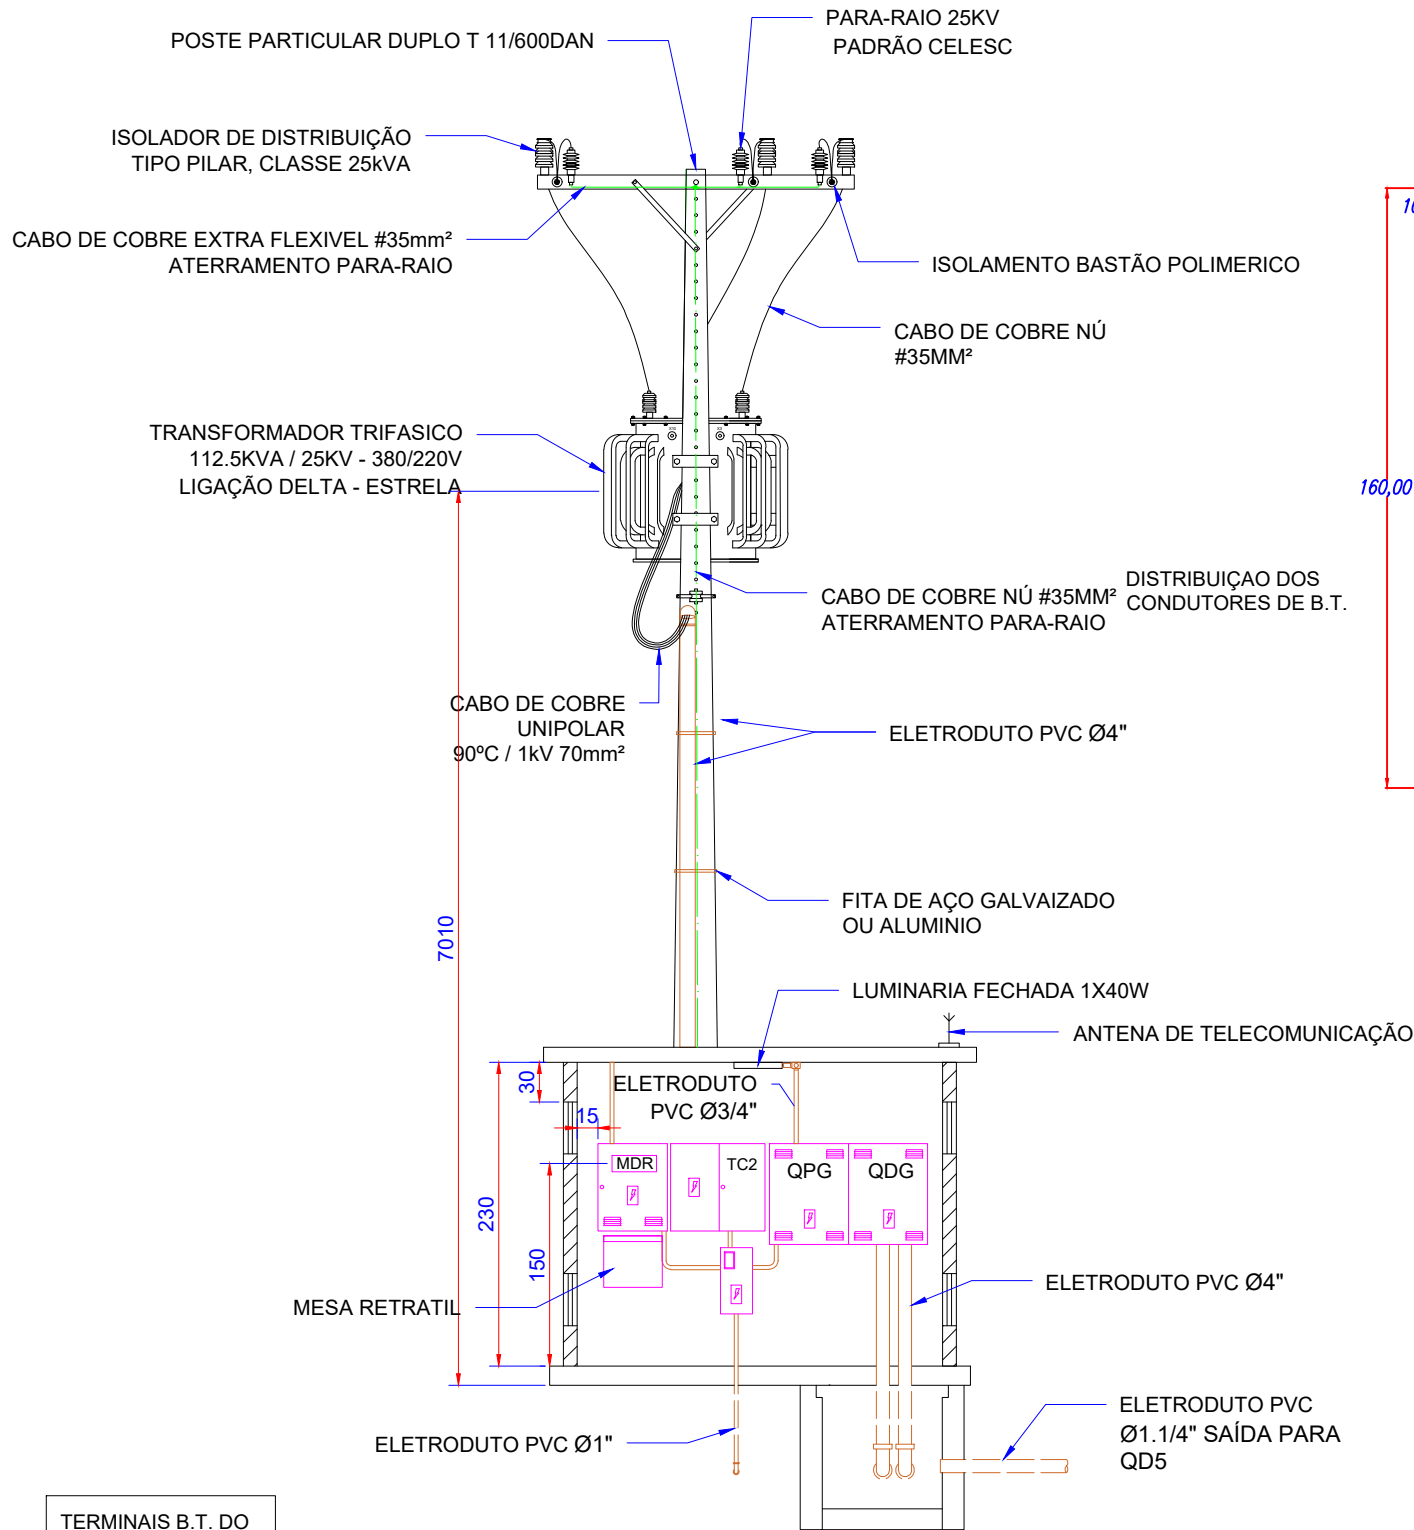 PARA-RAIO 25KV
PADRÃO CELESC
POSTE PARTICULAR DUPLO T 11/600DAN
ISOLADOR DE DISTRIBUIÇÃO
TIPO PILAR, CLASSE 25kVA
CABO DE COBRE EXTRA FLEXIVEL #35mm²
ATERRAMENTO PARA-RAIO
ISOLAMENTO BASTÃO POLIMERICO
CABO DE COBRE NÚ
#35MM²
TRANSFORMADOR TRIFASICO
112.5KVA / 25KV - 380/220V
LIGAÇÃO DELTA - ESTRELA
160,00
CABO DE COBRE NÚ #35MM²
ATERRAMENTO PARA-RAIO
DISTRIBUIÇAO DOS
CONDUTORES DE B.T.
CABO DE COBRE
UNIPOLAR
90ºC / 1kV 70mm²
ELETRODUTO PVC Ø4"
FITA DE AÇO GALVAIZADO
OU ALUMINIO
7010
LUMINARIA FECHADA 1X40W
ANTENA DE TELECOMUNICAÇÃO
30
ELETRODUTO
PVC Ø3/4"
15
MDR
TC2
QPG
QDG
230
150
MESA RETRATIL
ELETRODUTO PVC Ø4"
ELETRODUTO PVC Ø1"
ELETRODUTO PVC
Ø1.1/4" SAÍDA PARA
QD5
TERMINAIS B.T. DO